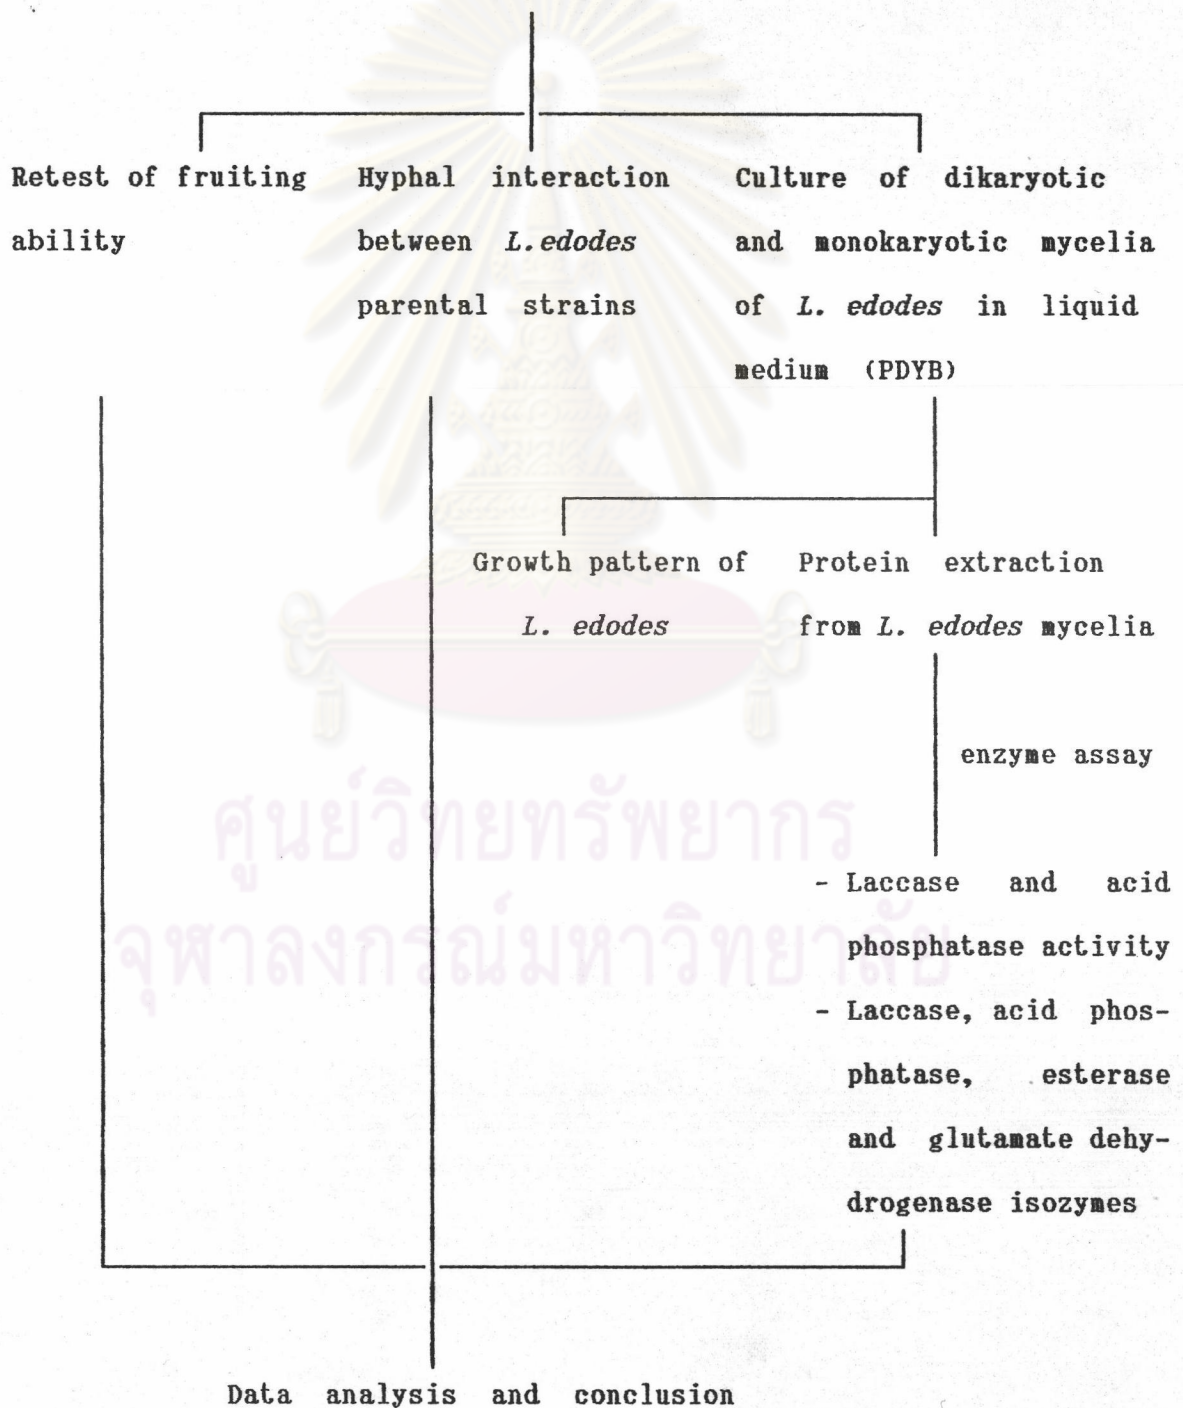 Retest of fruiting
ability
Hyphal interaction
between L.edodes
parental strains
Culture of dikaryotic
and monokaryotic mycelia
of L. edodes in liquid
medium (PDYB)
Growth pattern of
L. edodes
Protein extraction
from L. edodes mycelia
enzyme assay
ศูนย์วิทยทรัพยากร
จุฬาลงกรณ์มหาวิทยาลัย
- Laccase and acid
phosphatase activity
- Laccase, acid phos-
phatase, esterase
and glutamate dehy-
drogenase isozymes
Data analysis and conclusion